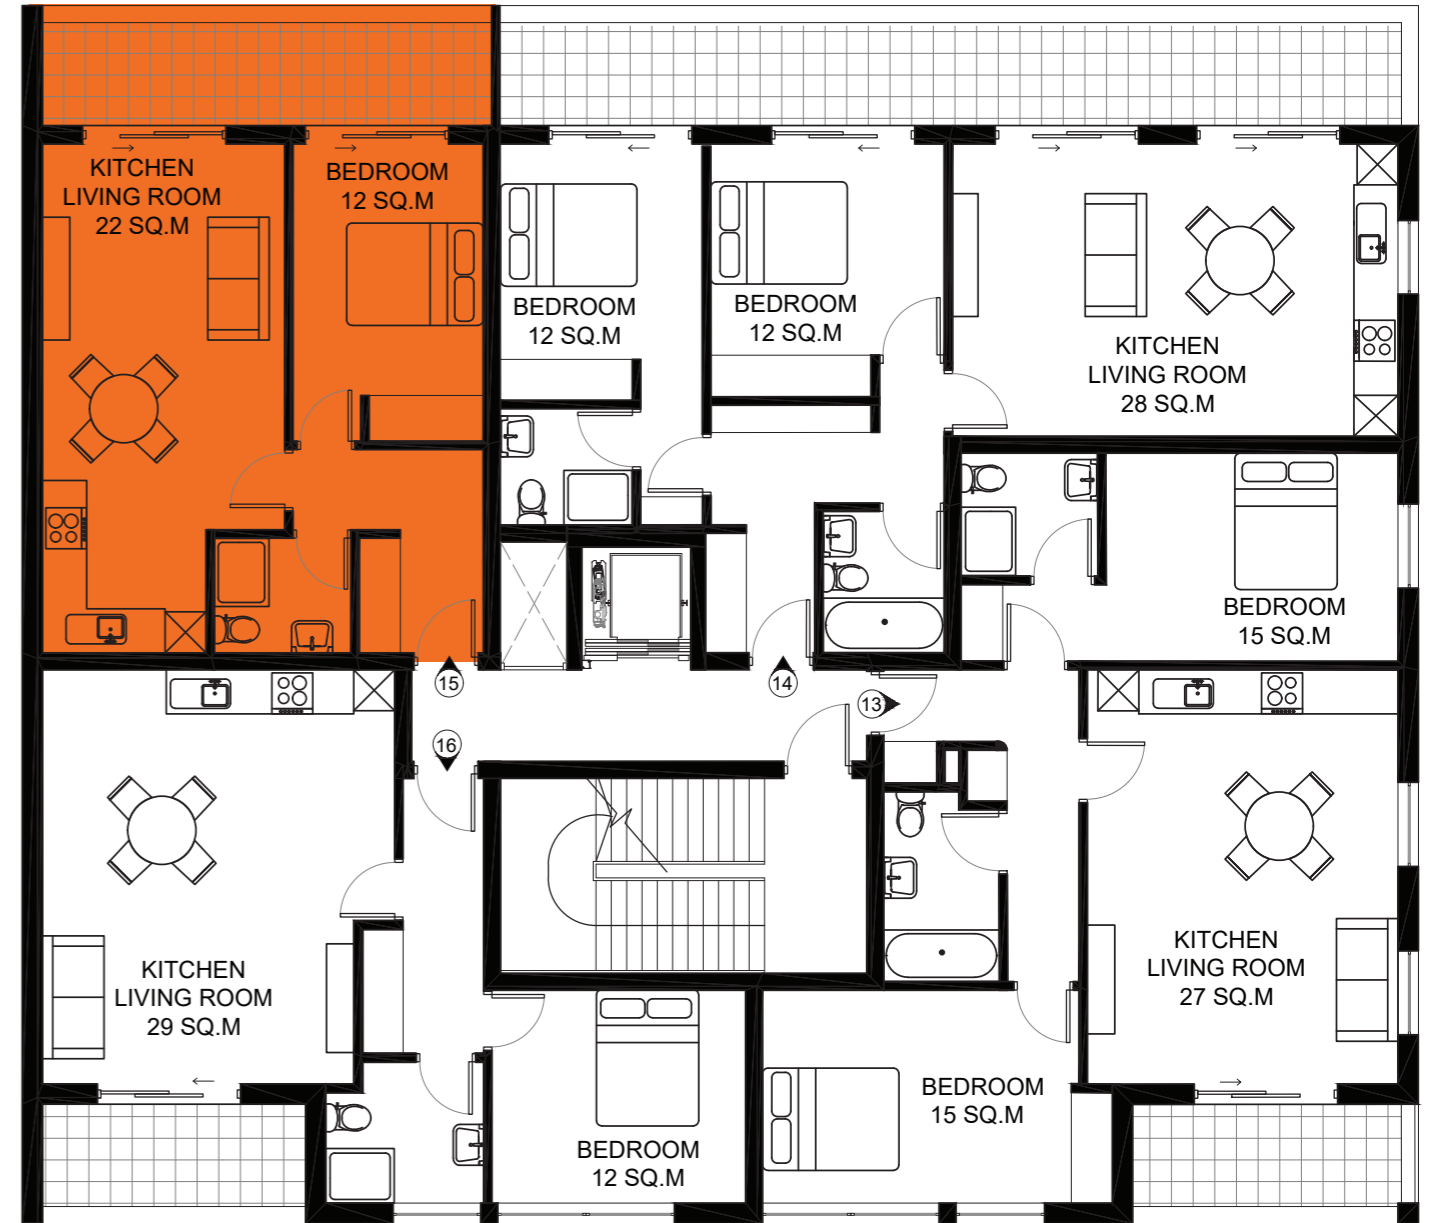 KITCHEN
LIVING ROOM
22 SQ.M
BEDROOM
12 SQ.M
BEDROOM
12 SQ.M
BEDROOM
12 SQ.M
KITCHEN
LIVING ROOM
28 SQ.M
BEDROOM
15 SQ.M
15
14
13
16
KITCHEN
LIVING ROOM
29 SQ.M
KITCHEN
LIVING ROOM
27 SQ.M
BEDROOM
12 SQ.M
BEDROOM
15 SQ.M